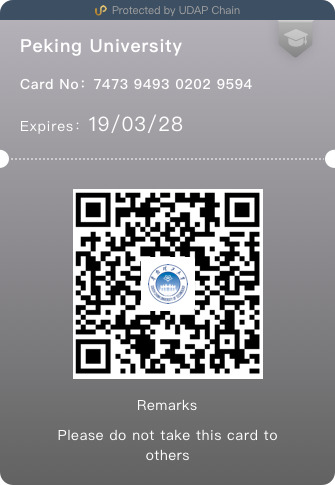 Protected by UDAP Chain
Peking University
Card No: 7473 9493 0202 9594
Expires: 19/03/28
Remarks
Please do not take this card to
others